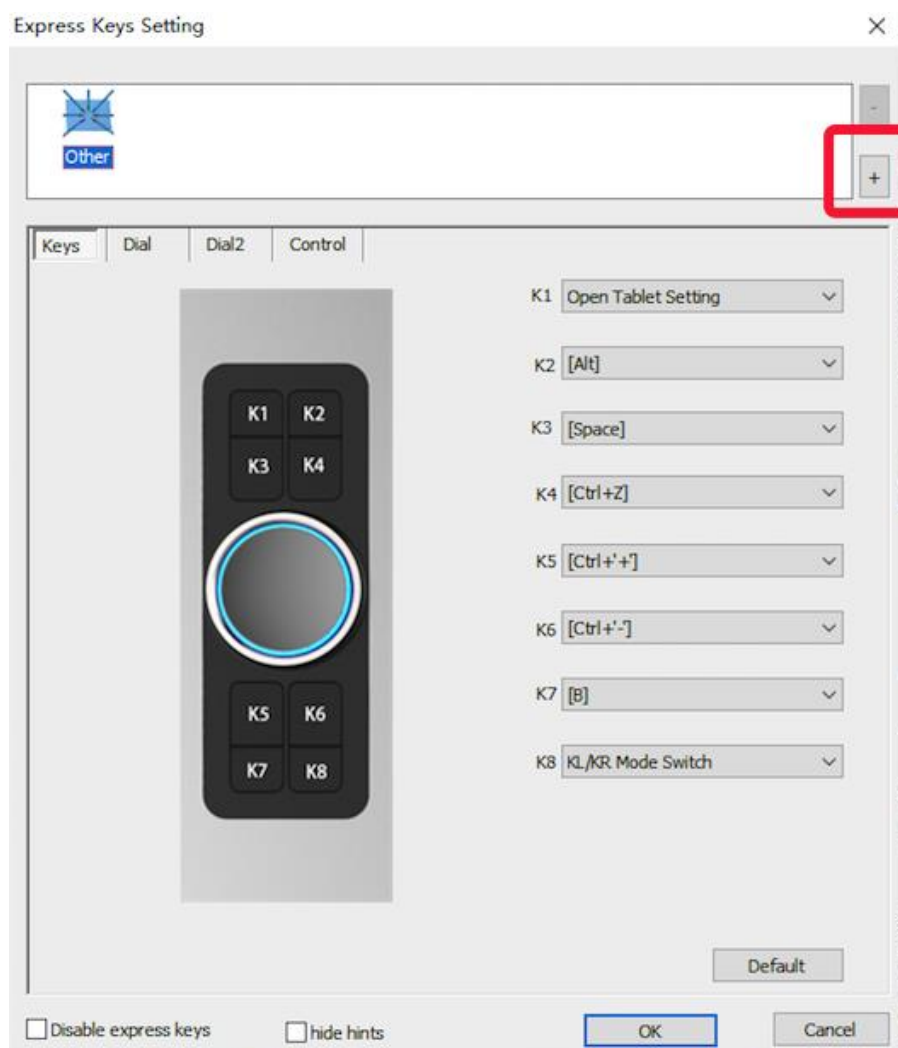 Express Keys Setting
-
Other
+
Keys Dial Dial2 Control
K1 Open Tablet Setting
K2 [Alt]
K1 K2
K3 [Space]
K3 K4
K4 [Ctrl+Z]
K5 [Ctrl+'+']
K6 [Ctrl+'-']
K7 [B]
K5 K6
K8 KL/KR Mode Switch
K7 K8
Default
Disable express keys hide hints OK Cancel